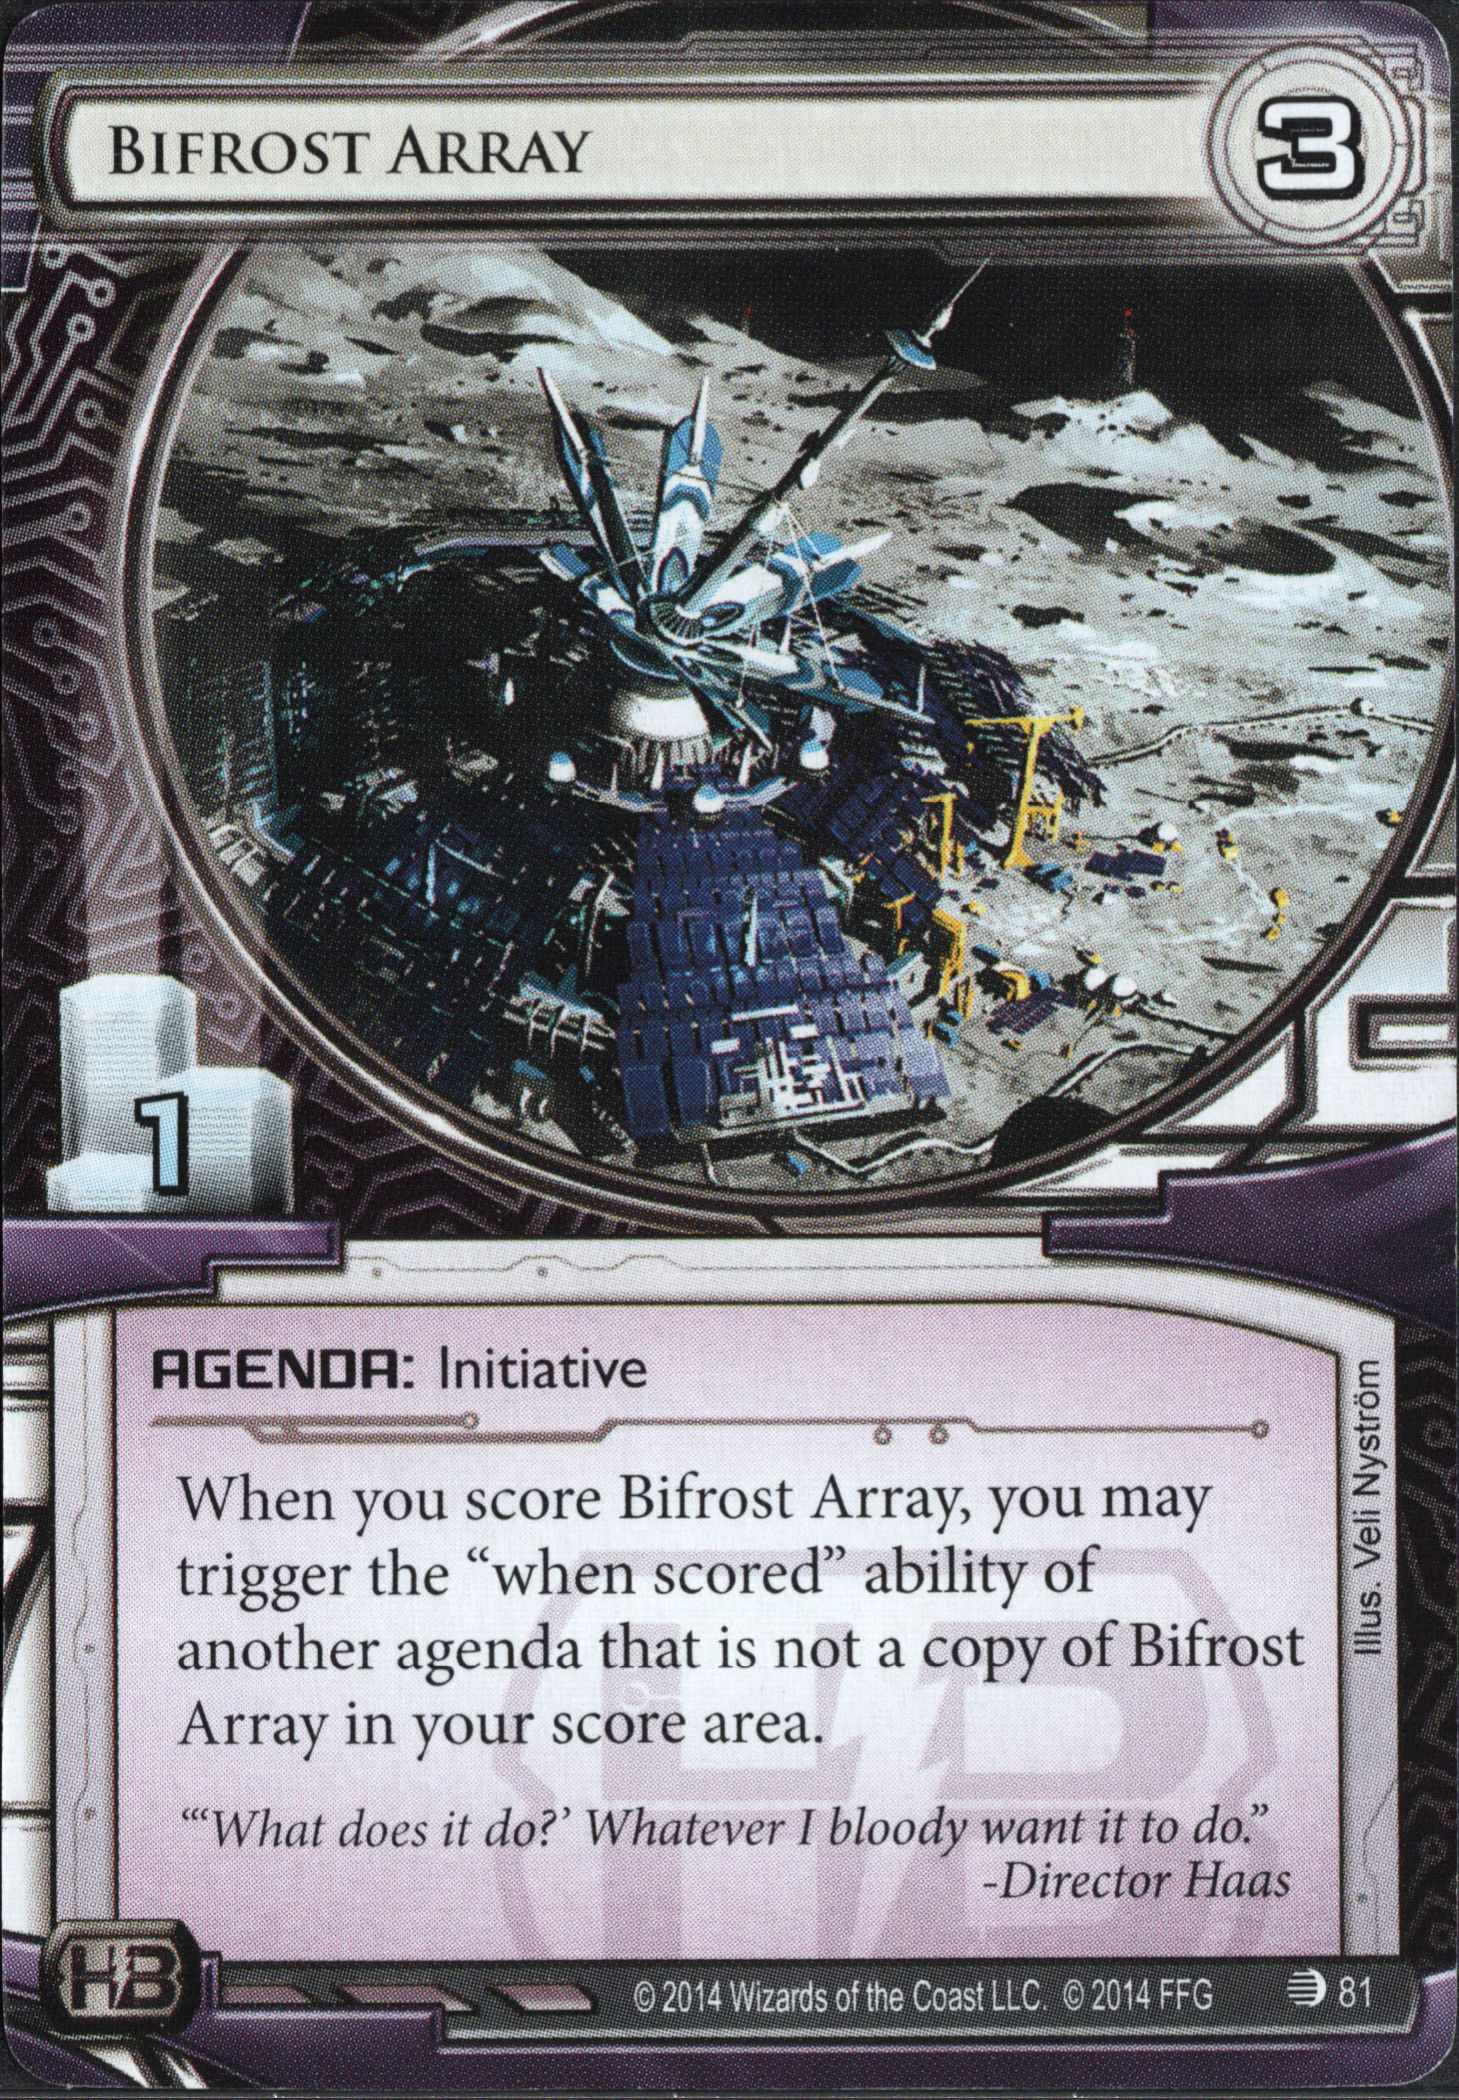 BIFROST ARRAY
3
1
AGENDA: Initiative
When you score Bifrost Array, you may
trigger the “when scored” ability of
another agenda that is not a copy of Bifrost
Array in your score area.
“‘What does it do?’ Whatever I bloody want it to do.”
-Director Haas
Illus. Veli Nyström
HB
© 2014 Wizards of the Coast LLC. © 2014 FFG
81